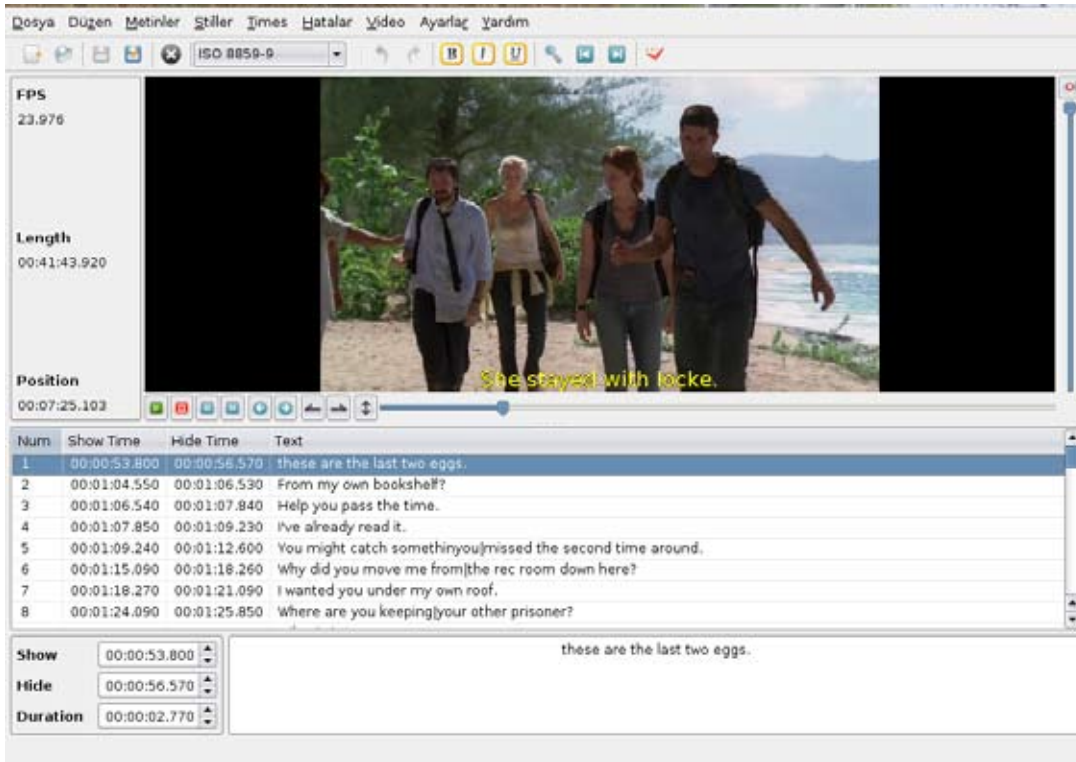 Dosya Düzen Metinler Stiller Times Hatalar Video Ayarlar Yardım
ISO 8859-9 B I U
FPS
23.976
Length
00:41:43.920
Position
00:07:25.103
She stayed with locke.
Num Show Time Hide Time Text
1 00:00:53.800 00:00:56.570 these are the last two eggs.
2 00:01:04.550 00:01:06.530 From my own bookshelf?
3 00:01:06.540 00:01:07.840 Help you pass the time.
4 00:01:07.850 00:01:09.230 I've already read it.
5 00:01:09.240 00:01:12.600 You might catch somethinyou|missed the second time around.
6 00:01:15.090 00:01:18.260 Why did you move me from|the rec room down here?
7 00:01:18.270 00:01:21.090 I wanted you under my own roof.
8 00:01:24.090 00:01:25.850 Where are you keeping|your other prisoner?
Show 00:00:53.800
these are the last two eggs.
Hide 00:00:56.570
Duration 00:00:02.770